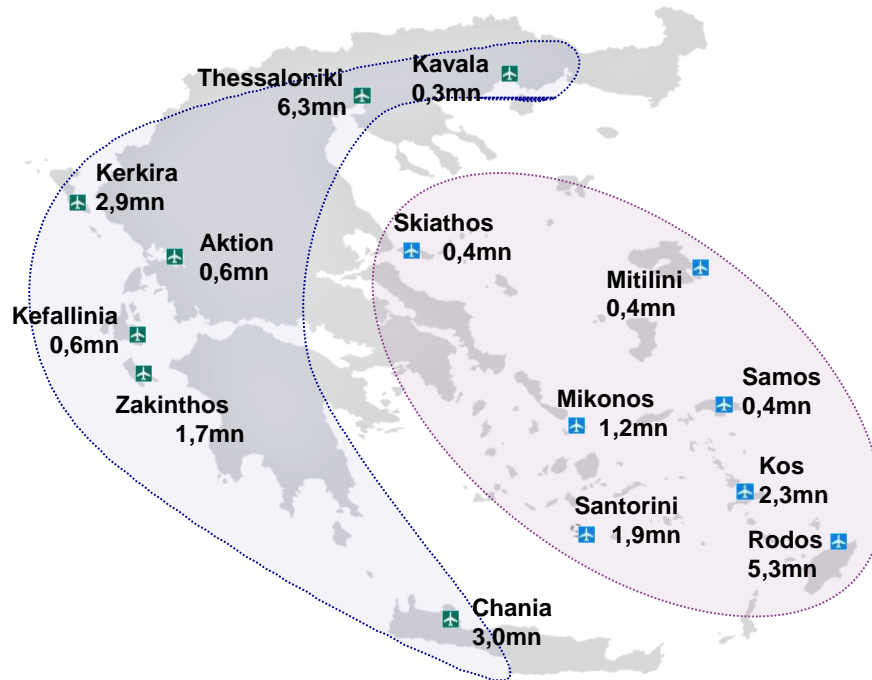 Thessaloniki
6,3mn
Kavala
0,3mn
Kerkira
2,9mn
Aktion
0,6mn
Skiathos
0,4mn
Mitilini
0,4mn
Kefallinia
0,6mn
Zakinthos
1,7mn
Mikonos
1,2mn
Samos
0,4mn
Kos
2,3mn
Santorini
1,9mn
Rodos
5,3mn
Chania
3,0mn